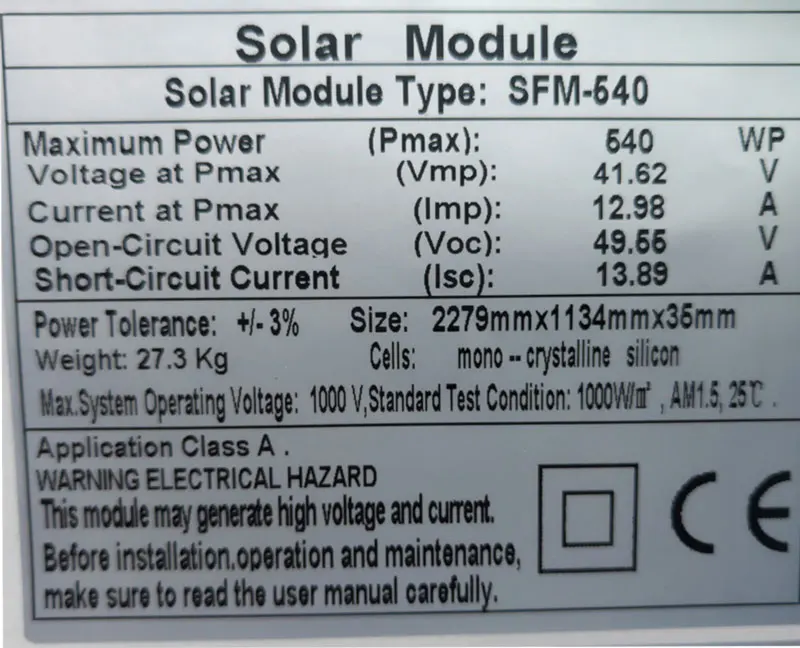 Solar Module
Solar Module Type: SFM-540
Maximum Power (Pmax): 540 WP
Voltage at Pmax (Vmp): 41.62 V
Current at Pmax (Imp): 12.98 A
Open-Circuit Voltage (Voc): 49.55 V
Short-Circuit Current (Isc): 13.89 A
Power Tolerance: +/- 3% Size: 2279mmx1134mmx35mm
Weight: 27.3 Kg Cells: mono -- crystalline silicon
Max.System Operating Voltage: 1000 V,Standard Test Condition: 1000W/㎡ , AM1.5, 25℃ .
Application Class A .
WARNING ELECTRICAL HAZARD
This module may generate high voltage and current.
Before installation.operation and maintenance,
make sure to read the user manual carefully.
CE